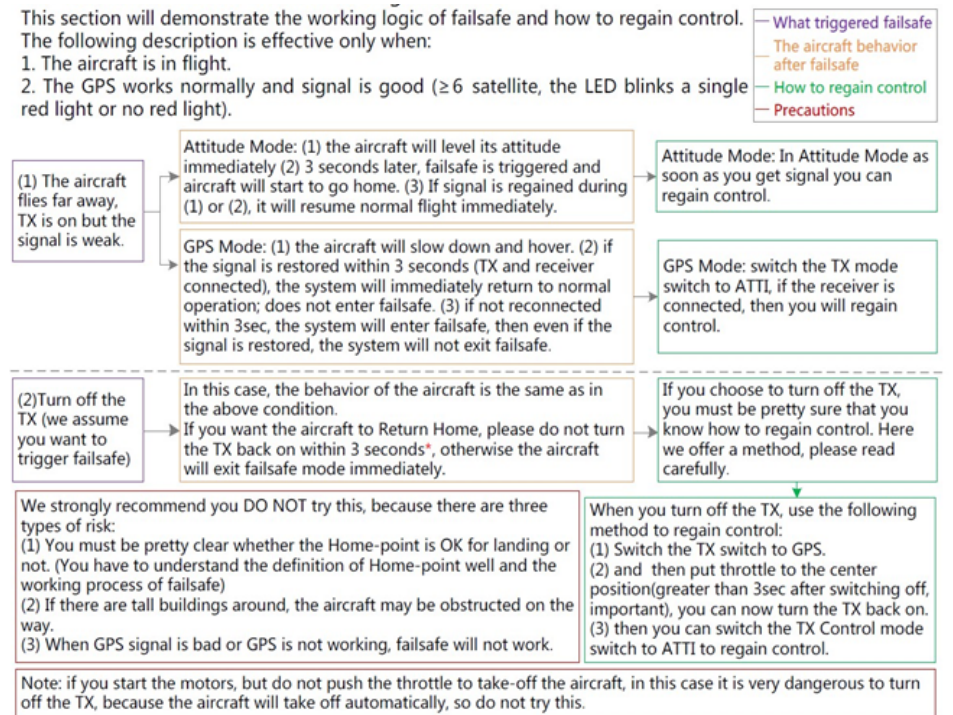 This section will demonstrate the working logic of failsafe and how to regain control.
The following description is effective only when:
1. The aircraft is in flight.
2. The GPS works normally and signal is good (≥6 satellite, the LED blinks a single
red light or no red light).
What triggered failsafe
The aircraft behavior
after failsafe
How to regain control
Precautions
(1) The aircraft
flies far away,
TX is on but the
signal is weak.
Attitude Mode: (1) the aircraft will level its attitude
immediately (2) 3 seconds later, failsafe is triggered and
aircraft will start to go home. (3) If signal is regained during
(1) or (2), it will resume normal flight immediately.
Attitude Mode: In Attitude Mode as
soon as you get signal you can
regain control.
GPS Mode: (1) the aircraft will slow down and hover. (2) if
the signal is restored within 3 seconds (TX and receiver
connected), the system will immediately return to normal
operation; does not enter failsafe. (3) if not reconnected
within 3sec, the system will enter failsafe, then even if the
signal is restored, the system will not exit failsafe.
GPS Mode: switch the TX mode
switch to ATTI, if the receiver is
connected, then you will regain
control.
(2)Turn off the
TX (we assume
you want to
trigger failsafe)
In this case, the behavior of the aircraft is the same as in
the above condition.
If you want the aircraft to Return Home, please do not turn
the TX back on within 3 seconds*, otherwise the aircraft
will exit failsafe mode immediately.
If you choose to turn off the TX,
you must be pretty sure that you
know how to regain control. Here
we offer a method, please read
carefully.
We strongly recommend you DO NOT try this, because there are three
types of risk:
(1) You must be pretty clear whether the Home-point is OK for landing or
not. (You have to understand the definition of Home-point well and the
working process of failsafe)
(2) If there are tall buildings around, the aircraft may be obstructed on the
way.
(3) When GPS signal is bad or GPS is not working, failsafe will not work.
When you turn off the TX, use the following
method to regain control:
(1) Switch the TX switch to GPS.
(2) and then put throttle to the center
position(greater than 3sec after switching off,
important), you can now turn the TX back on.
(3) then you can switch the TX Control mode
switch to ATTI to regain control.
Note: if you start the motors, but do not push the throttle to take-off the aircraft, in this case it is very dangerous to turn
off the TX, because the aircraft will take off automatically, so do not try this.